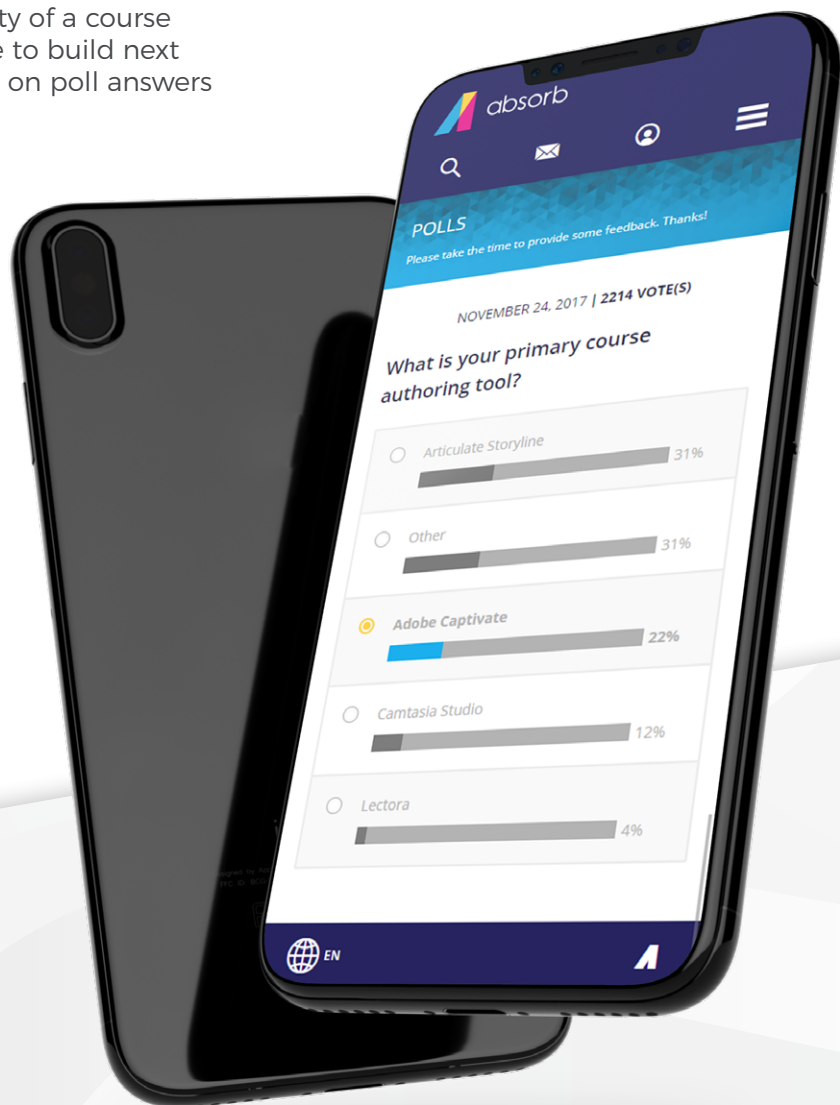 ty of a course
e to build next
on poll answers
absorb
POLLS
Please take the time to provide some feedback. Thanks!
NOVEMBER 24, 2017 | 2214 VOTE(S)
What is your primary course
authoring tool?
Articulate Storyline
31%
Other
31%
Adobe Captivate
22%
Camtasia Studio
12%
Lectora
4%
EN